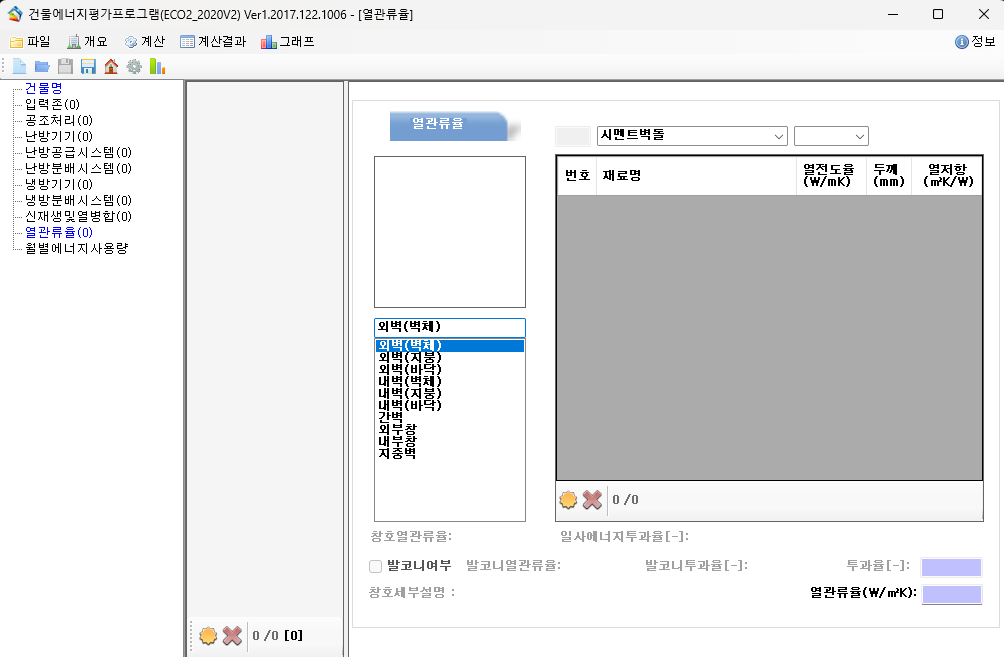 건물에너지평가프로그램(ECO2_2020V2) Ver1.2017.122.1006 - [열관류율]
파일 개요 계산 계산결과 그래프 정보
건물명
입력존(0)
공조처리(0)
난방기기(0)
난방공급시스템(0)
난방분배시스템(0)
냉방기기(0)
냉방분배시스템(0)
신재생및열병합(0)
열관류율(0)
월별에너지사용량
0 /0 [0]
열관류율
외벽(벽체)
외벽(벽체)
외벽(지붕)
외벽(바닥)
내벽(벽체)
내벽(지붕)
내벽(바닥)
간벽
외부창
내부창
지중벽
시멘트벽돌
번호 재료명 열전도율 두께 열저항
(W/mK) (mm) (㎡K/W)
0 /0
창호열관류율: 일사에너지투과율[-]:
발코니여부 발코니열관류율: 발코니투과율[-]: 투과율[-]:
창호세부설명 : 열관류율(W/㎡K):